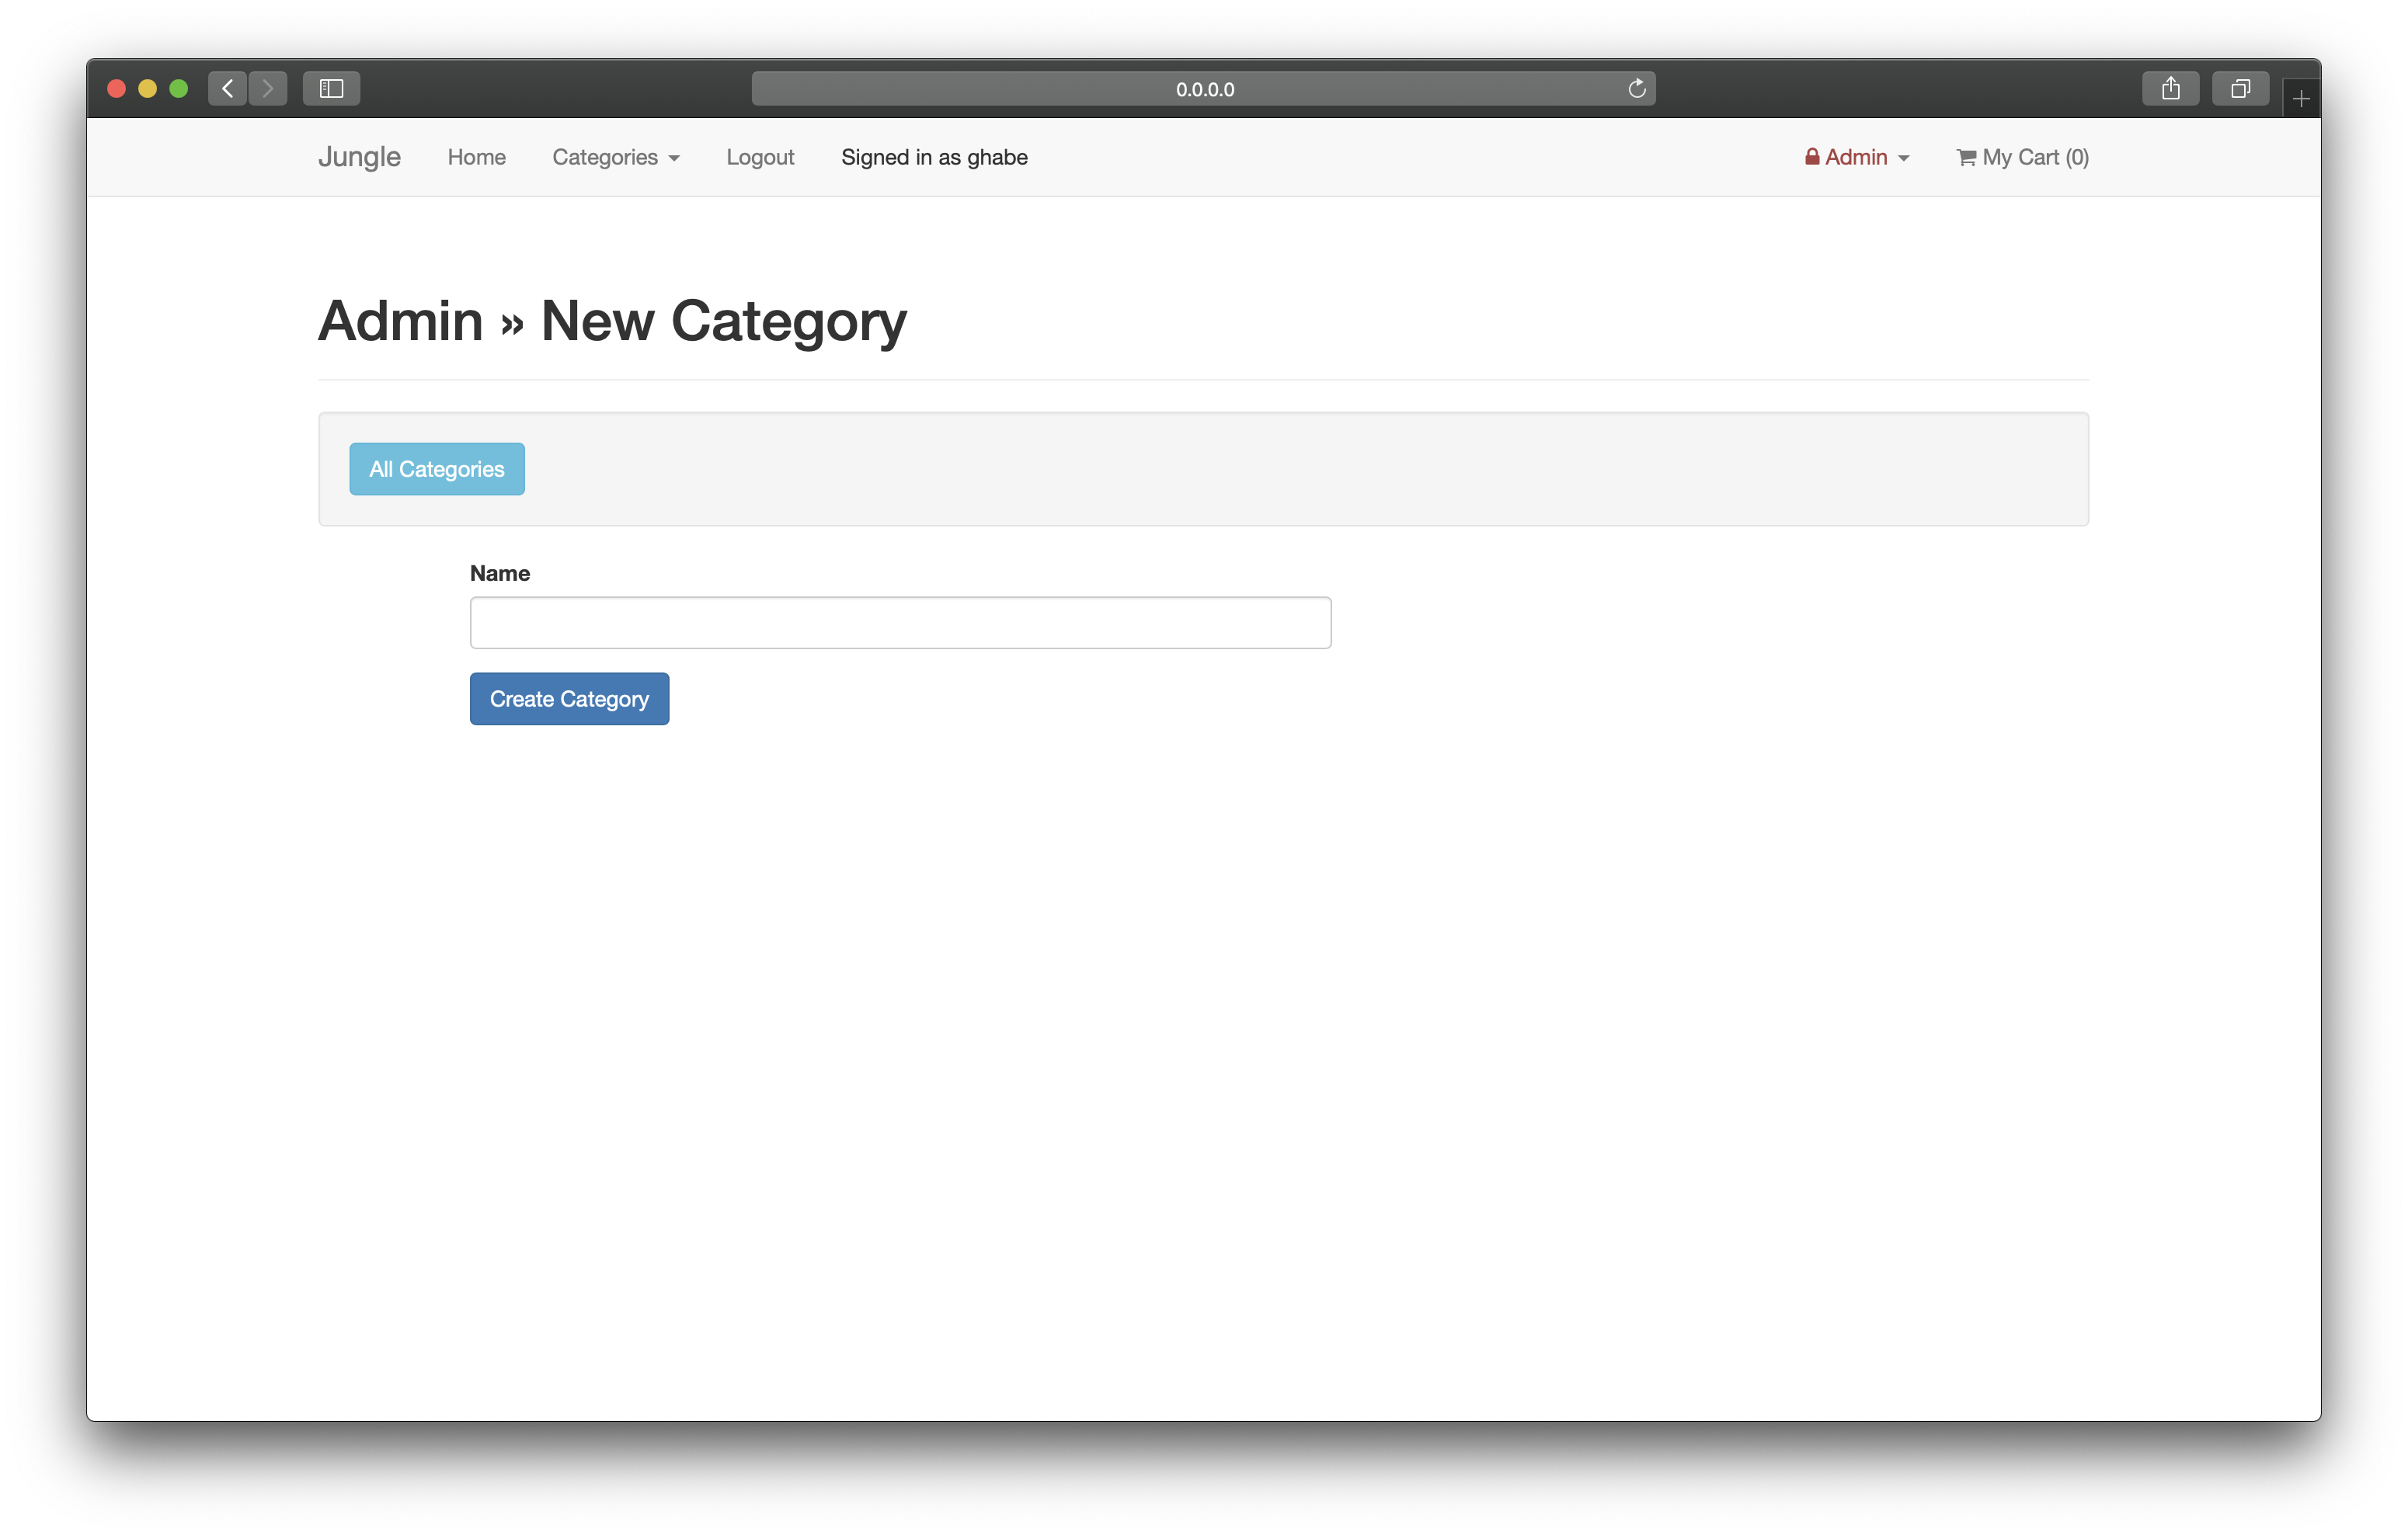 0.0.0.0
Jungle Home Categories Logout Signed in as ghabe Admin My Cart (0)
Admin » New Category
All Categories
Name
Create Category